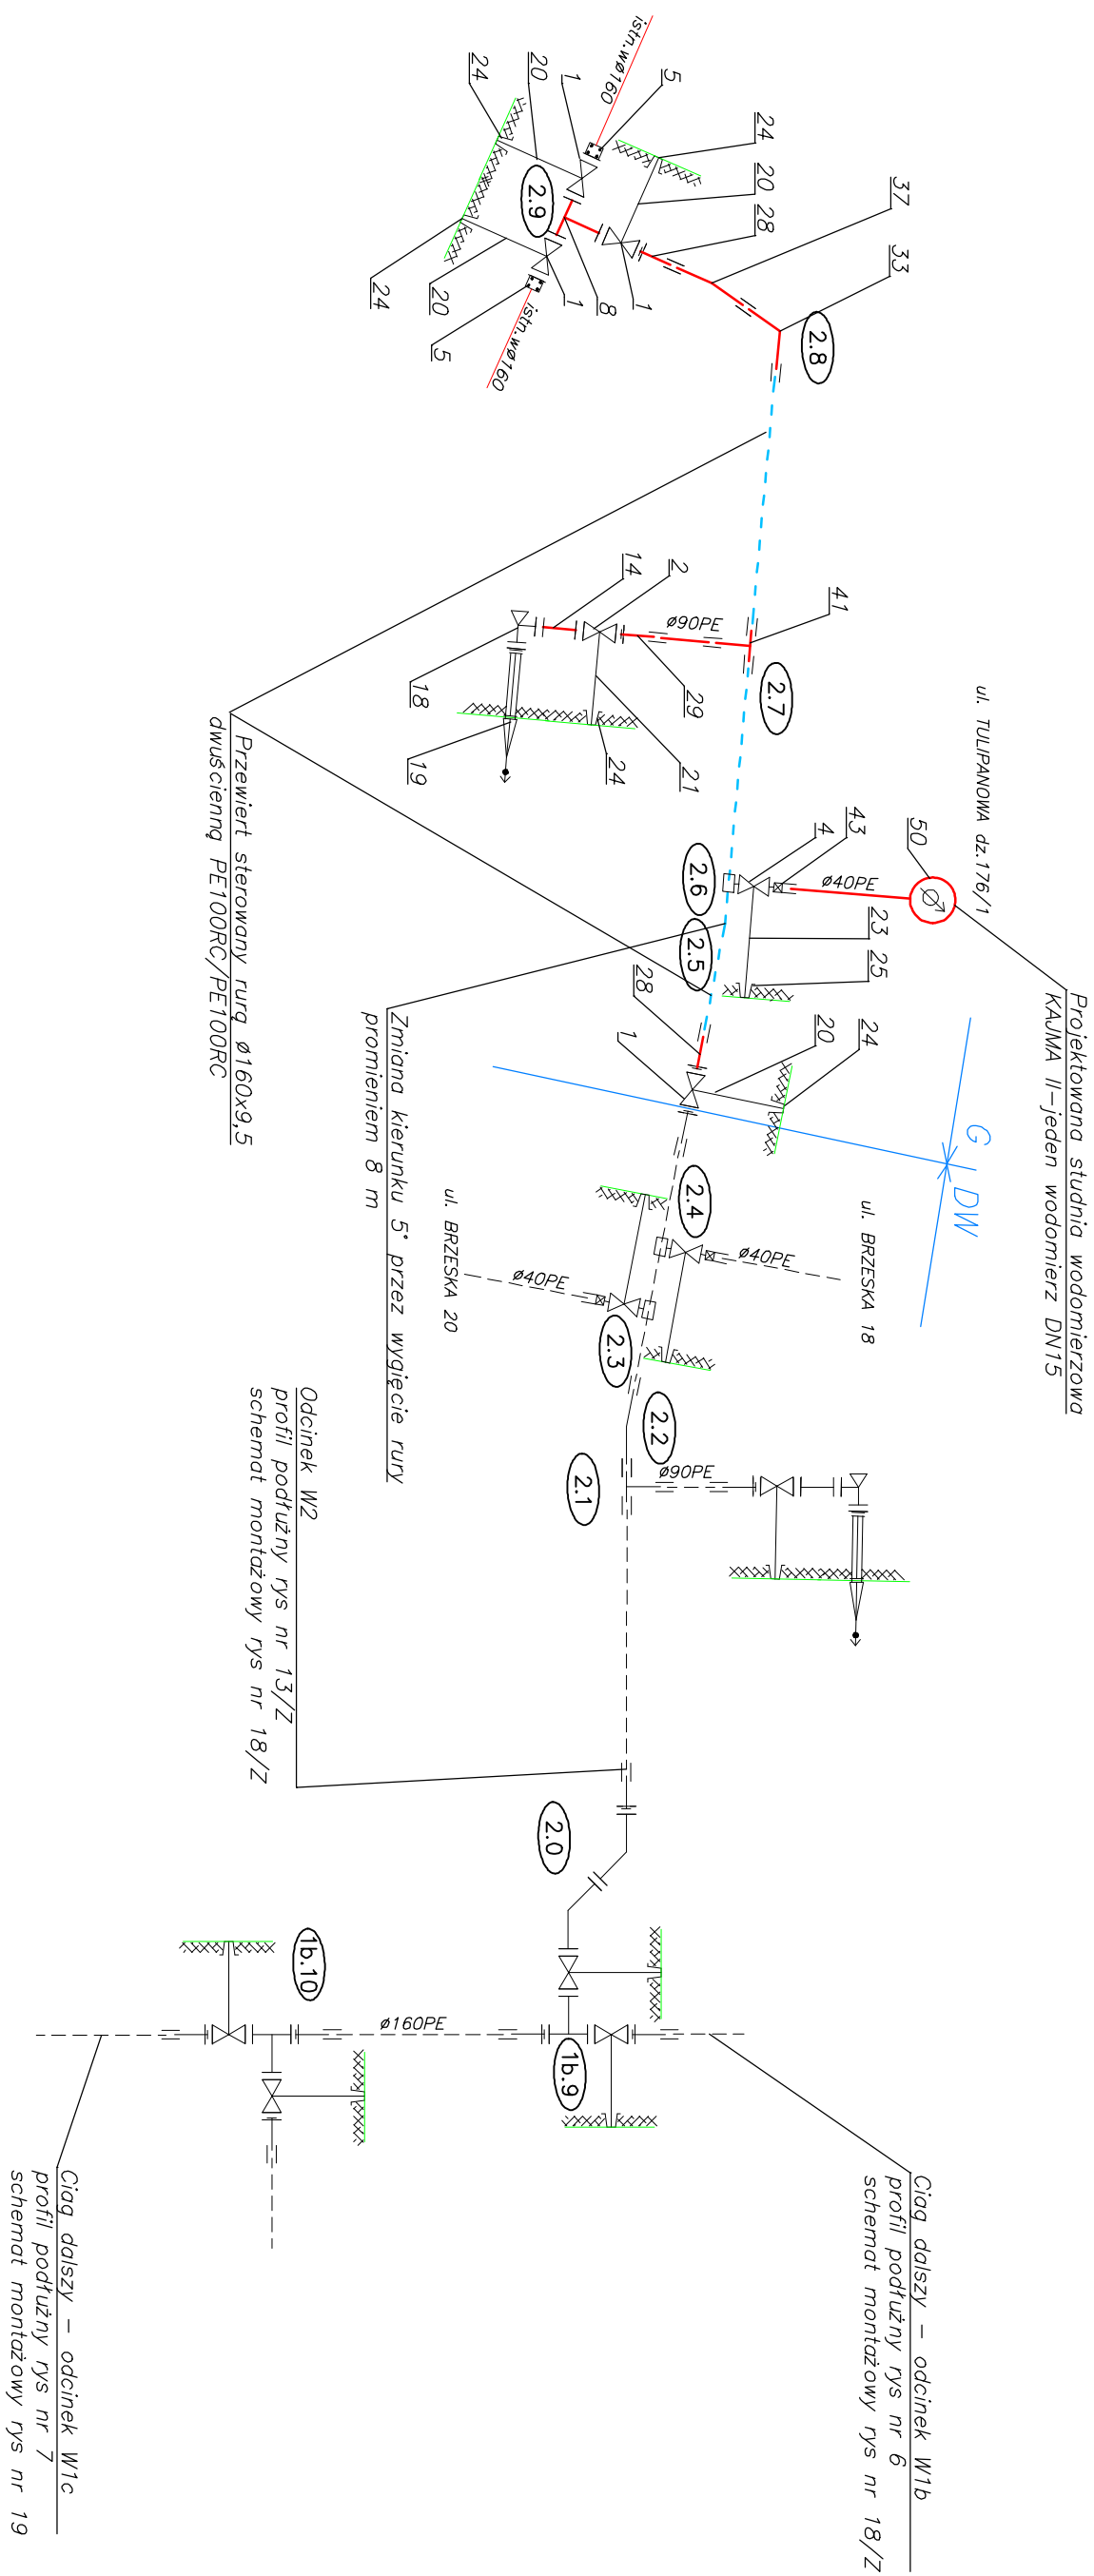 istn.wø160
5
1
20
24
24
20
28
37
33
2.8
2.9
1
8
1
20
24
5
istn.wø160
41
2
14
ø90PE
2.7
29
18
21
24
19
Przewiert sterowany rurą ø160x9,5
dwuścienną PE100RC/PE100RC
ul. TULIPANOWA dz.176/1
50
43
4
ø40PE
2.6
23
25
2.5
28
1
20
24
Projektowana studnia wodomierzowa
KAJMA II-jeden wodomierz DN15
G
DW
Zmiana kierunku 5° przez wygięcie rury
promieniem 8 m
2.4
ø40PE
ul. BRZESKA 18
ø40PE
ul. BRZESKA 20
2.3
2.2
2.1
ø90PE
Odcinek W2
profil podłużny rys nr 13/Z
schemat montażowy rys nr 18/Z
2.0
1b.10
ø160PE
1b.9
Ciąg dalszy - odcinek W1b
profil podłużny rys nr 6
schemat montażowy rys nr 18/Z
Ciąg dalszy - odcinek W1c
profil podłużny rys nr 7
schemat montażowy rys nr 19